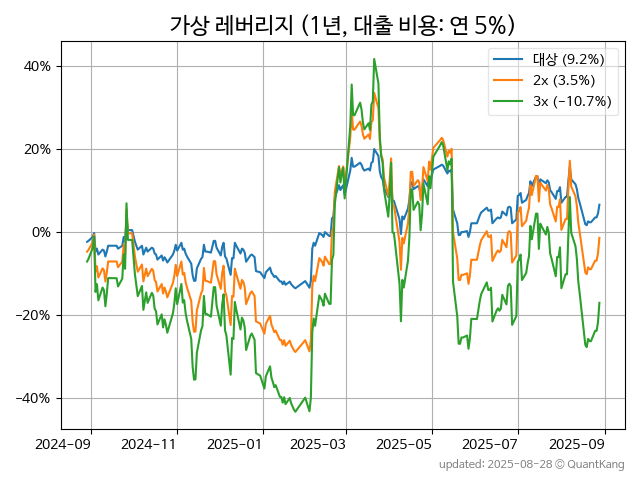 가상 레버리지 (1년, 대출 비용: 연 5%)
대상 (9.2%)
2x (3.5%)
3x (−10.7%)
40%
20%
0%
−20%
−40%
2024-09
2024-11
2025-01
2025-03
2025-05
2025-07
2025-09
updated: 2025-08-28 © QuantKang